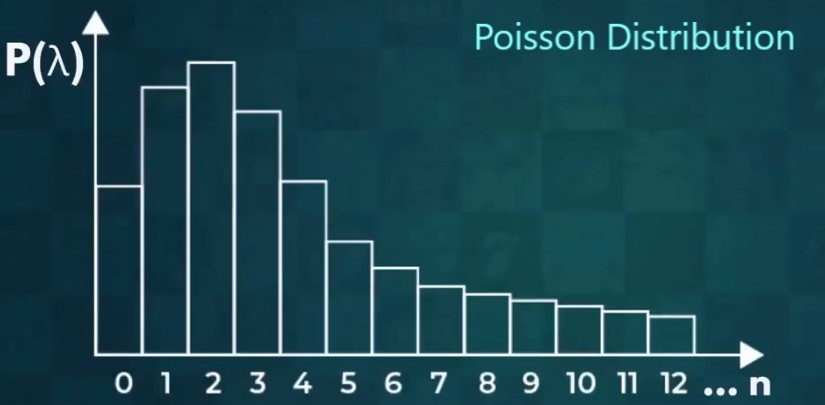 Poisson Distribution
P(λ)
0 1 2 3 4 5 6 7 8 9 10 11 12 ... n